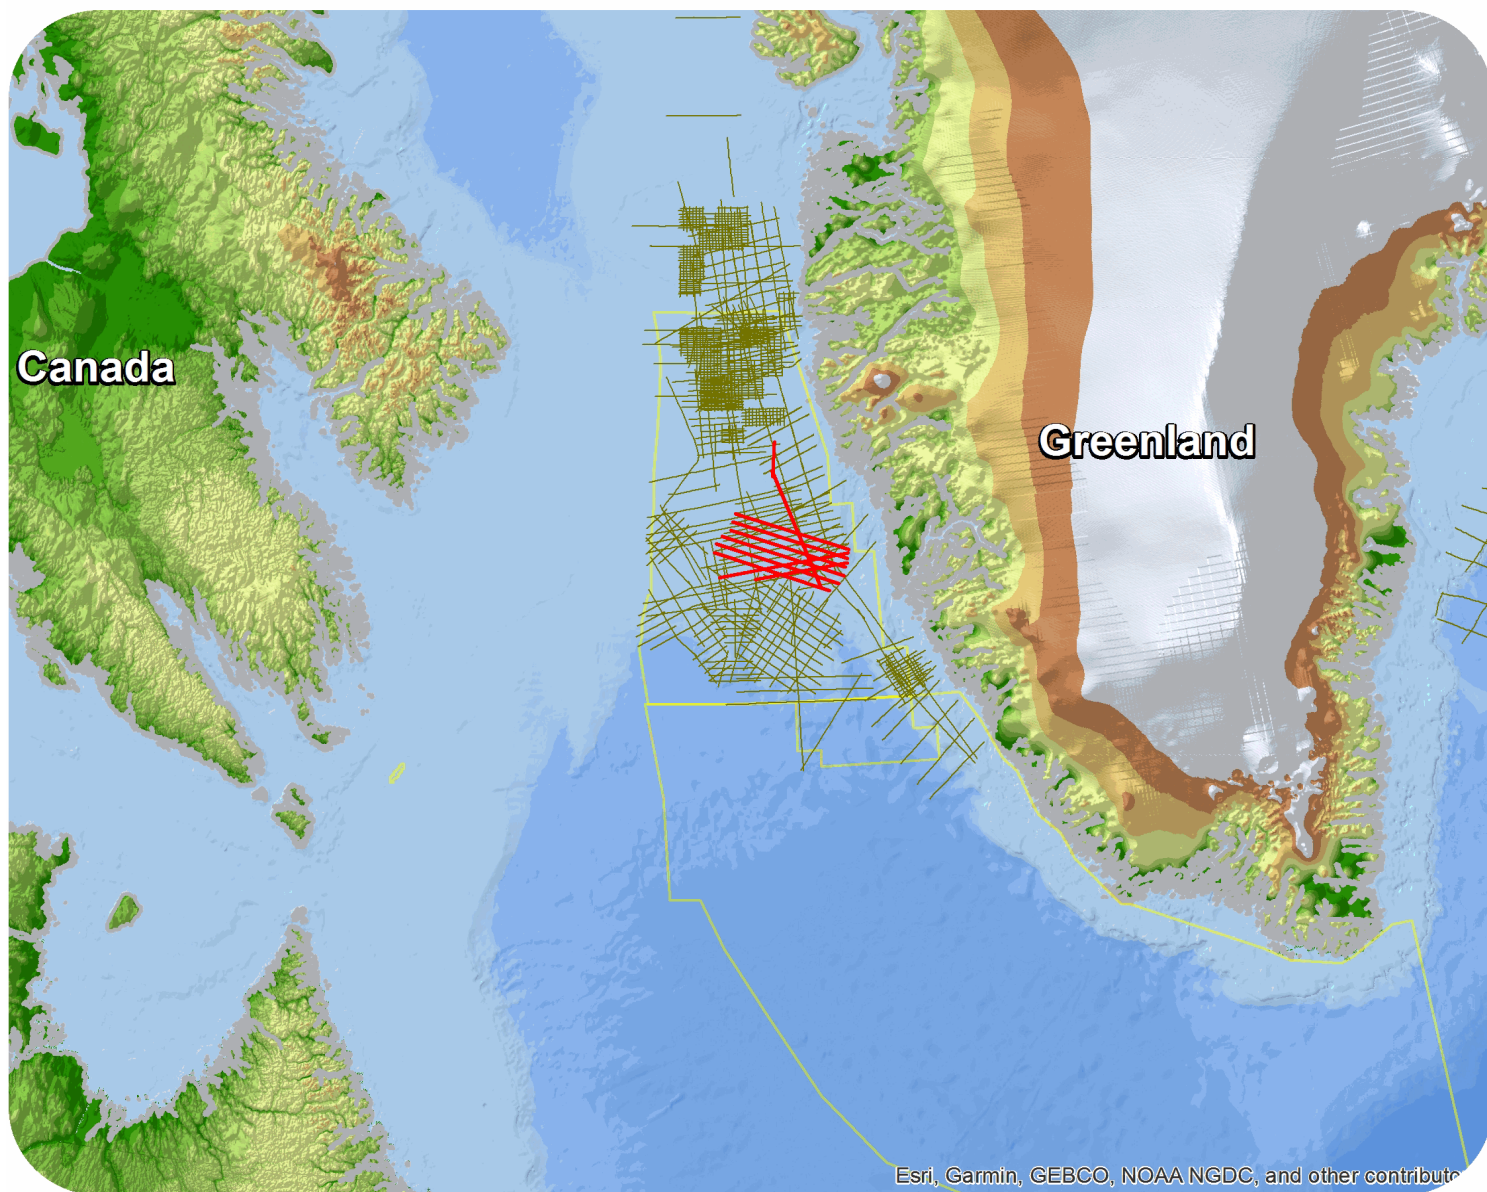 Canada
Greenland
Esri, Garmin, GEBCO, NOAA NGDC, and other contributo